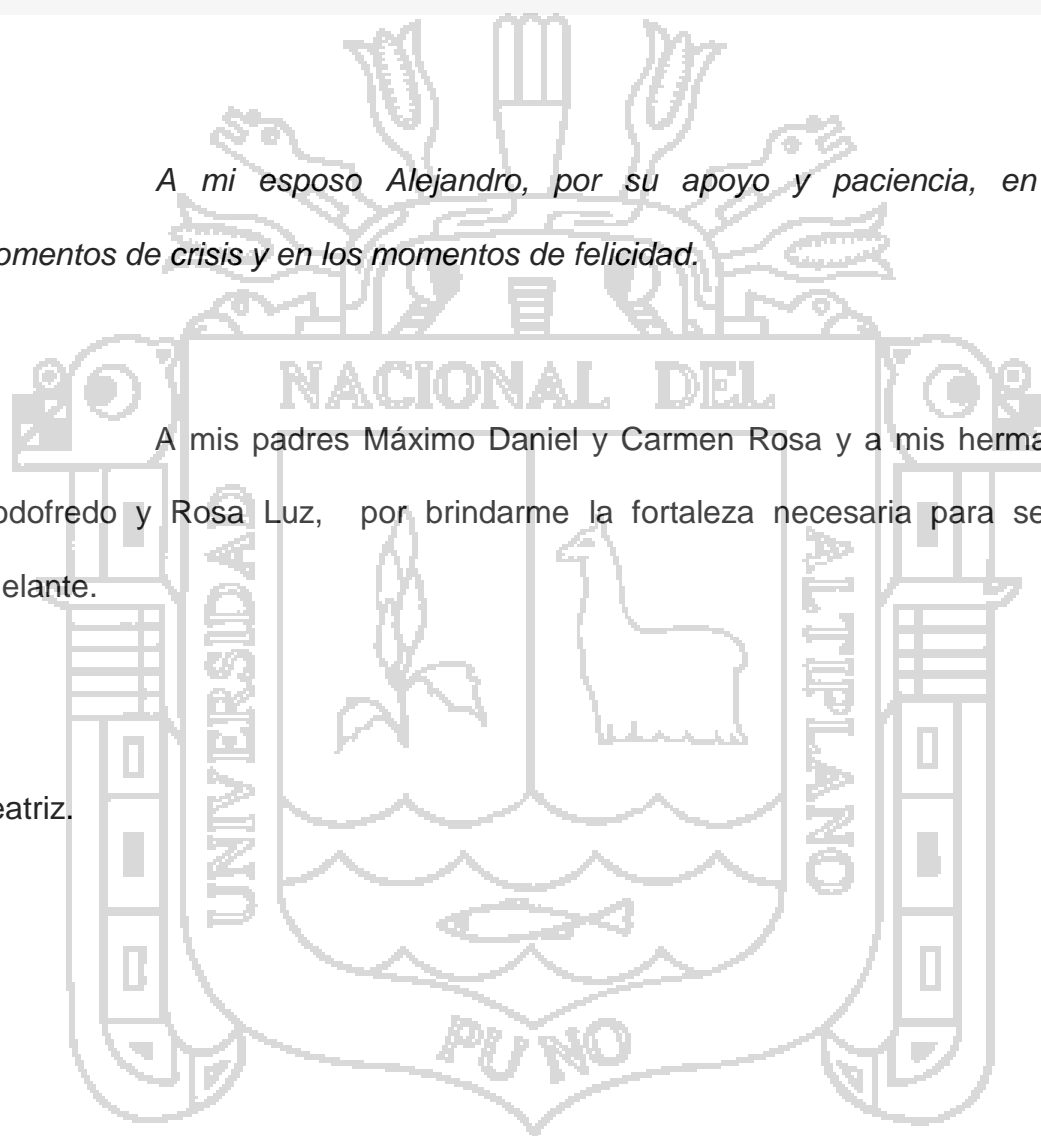 A mi esposo Alejandro, por su apoyo y paciencia, en
omentos de crisis y en los momentos de felicidad.
NACIONAL DEL
A mis padres Máximo Daniel y Carmen Rosa y a mis herma
odofredo y Rosa Luz, por brindarme la fortaleza necesaria para se
elante.
UNIVERSIDAD
ALTIPLANO
eatriz.
PUNO